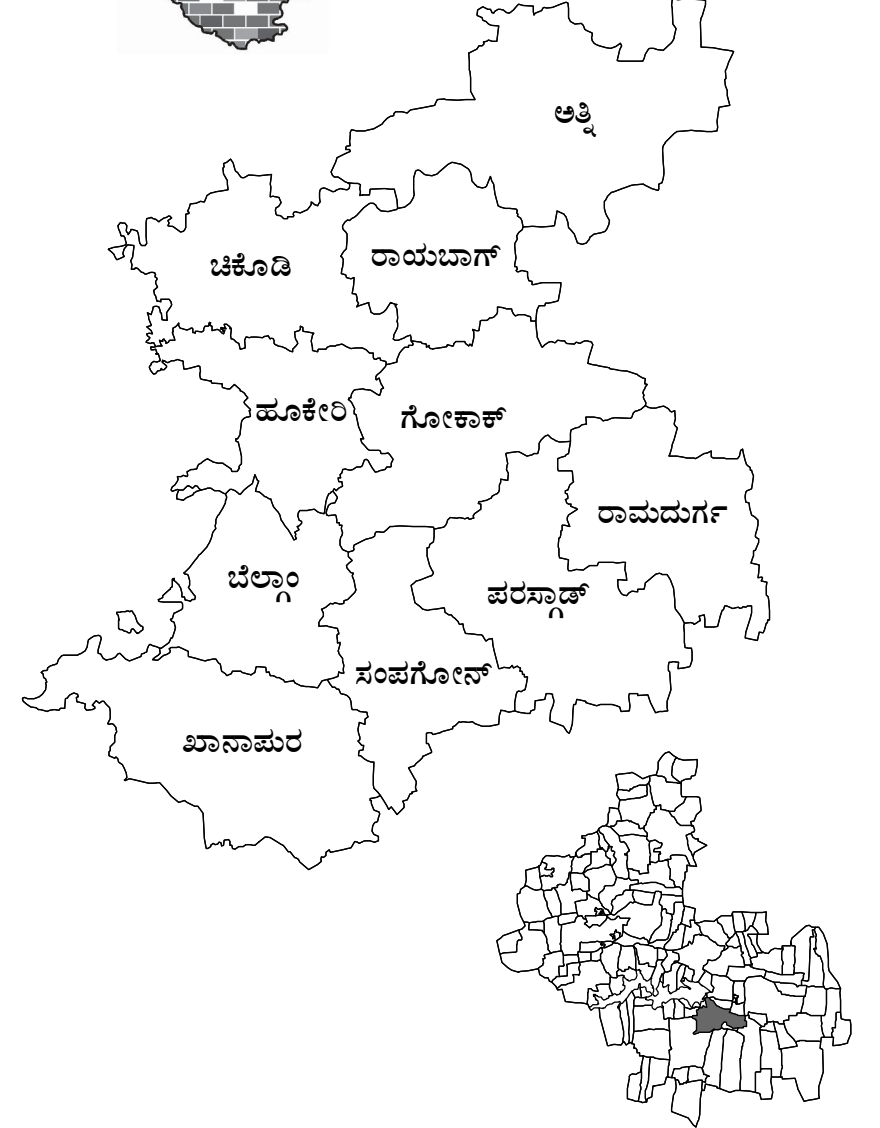 ಅತ್ನಿ
ಚಿಕೊಡಿ
ರಾಯಬಾಗ್
ಹೂಕೇರಿ
ಗೋಕಾಕ್
ರಾಮದುರ್ಗ
ಬೆಲ್ಗಾಂ
ಪರಸ್ಗಾಡ್
ಸಂಪಗೋನ್
ಖಾನಾಪುರ